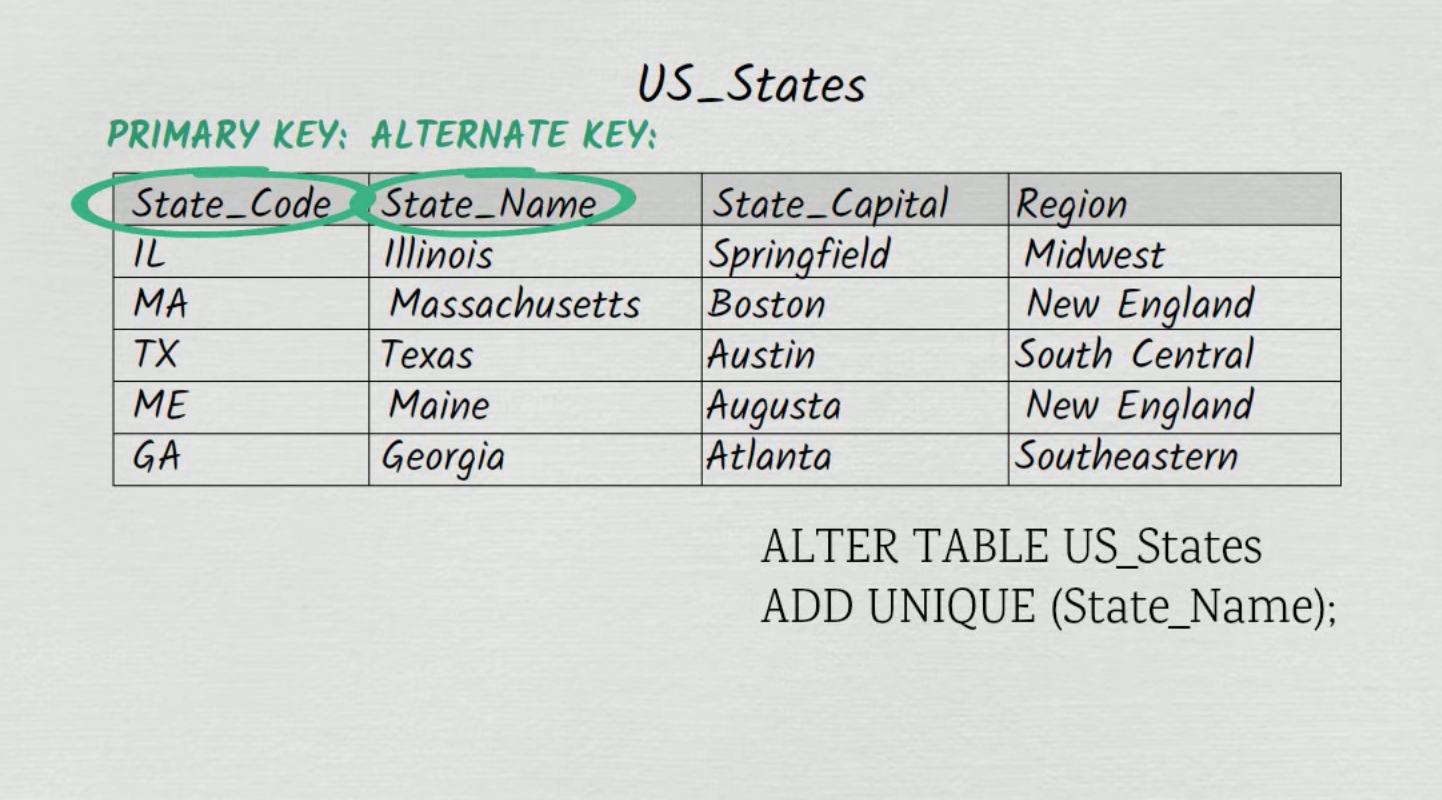 US_States
PRIMARY KEY: ALTERNATE KEY:
State_Code State_Name State_Capital Region
IL Illinois Springfield Midwest
MA Massachusetts Boston New England
TX Texas Austin South Central
ME Maine Augusta New England
GA Georgia Atlanta Southeastern
ALTER TABLE US_States
ADD UNIQUE (State_Name);